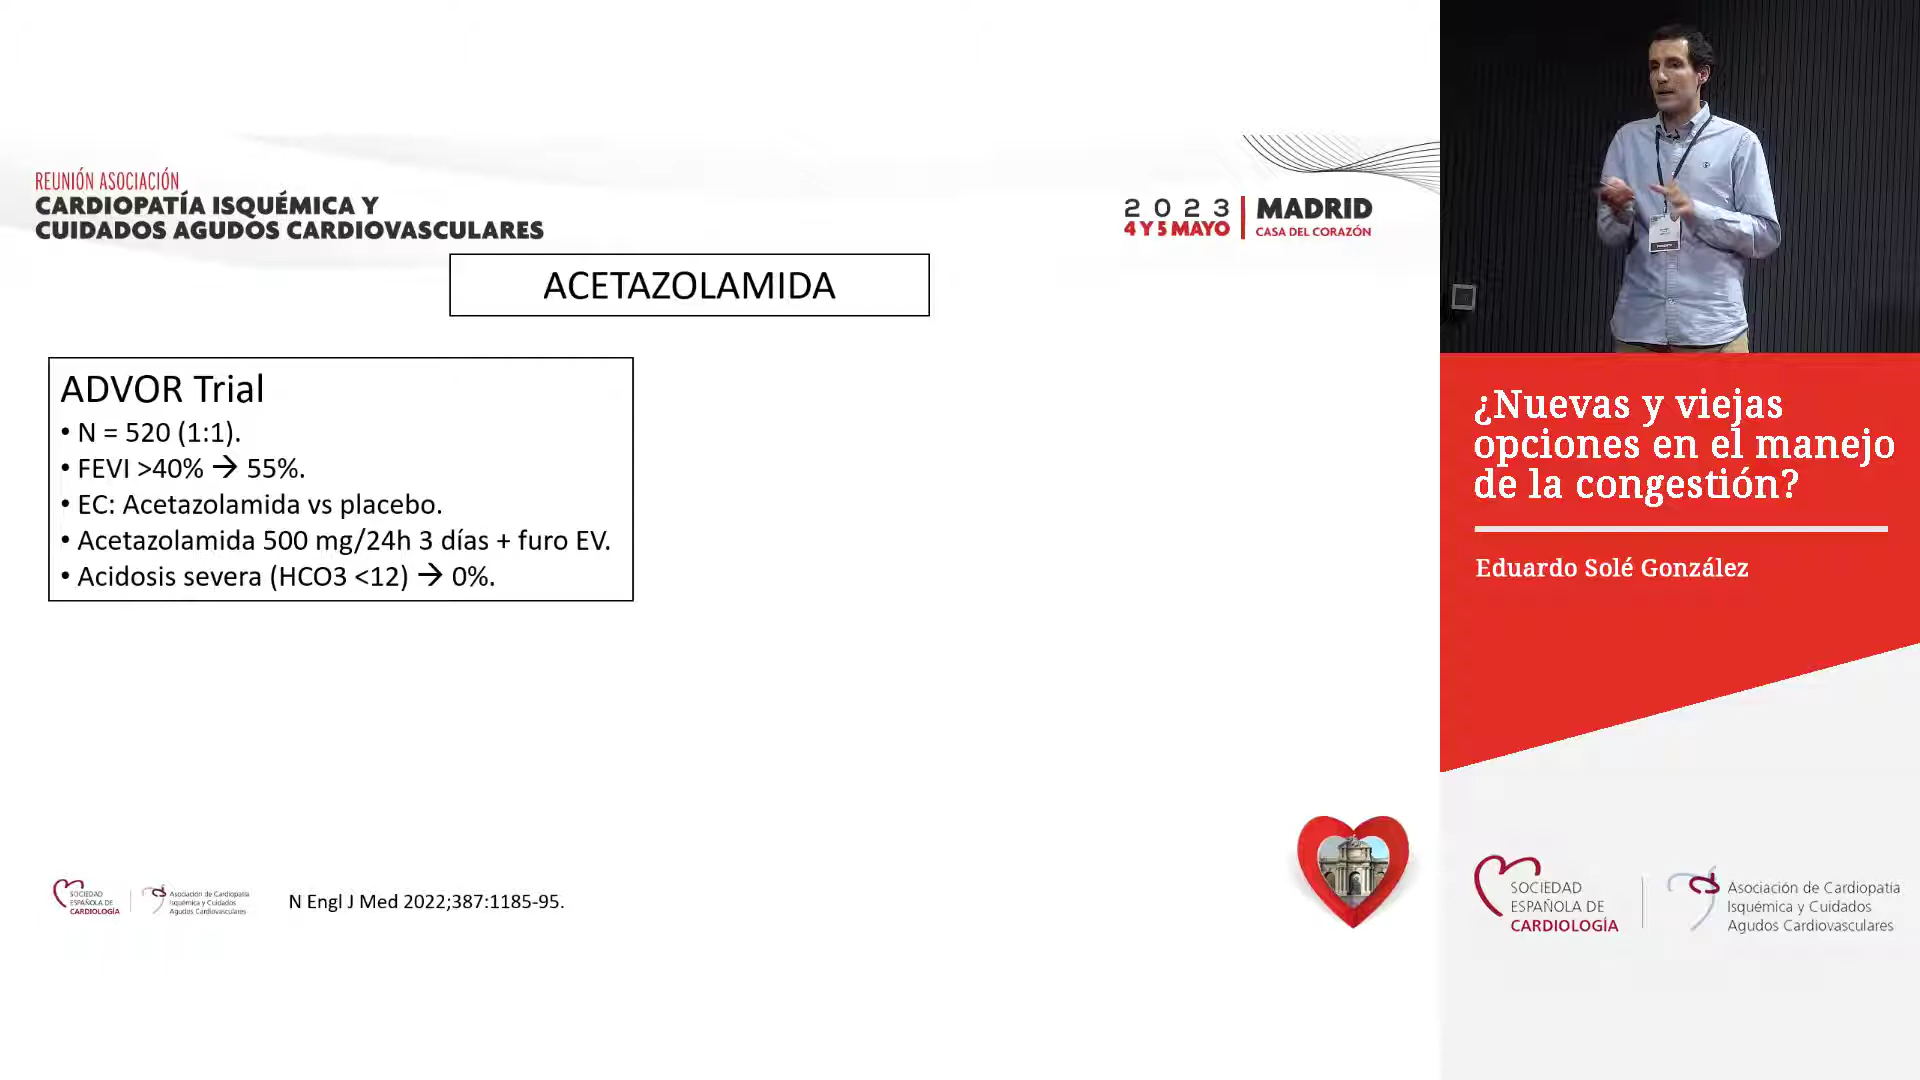 REUNIÓN ASOCIACIÓN
CARDIOPATÍA ISQUÉMICA Y
CUIDADOS AGUDOS CARDIOVASCULARES
2023
4 Y 5 MAYO
MADRID
CASA DEL CORAZÓN
ACETAZOLAMIDA
ADVOR Trial
• N = 520 (1:1).
• FEVI >40% → 55%.
• EC: Acetazolamida vs placebo.
• Acetazolamida 500 mg/24h 3 días + furo EV.
• Acidosis severa (HCO3 <12) → 0%.
SOCIEDAD
ESPAÑOLA DE
CARDIOLOGÍA
Asociación de Cardiopatía
Isquémica y Cuidados
Agudos Cardiovasculares
N Engl J Med 2022;387:1185-95.
¿Nuevas y viejas
opciones en el manejo
de la congestión?
Eduardo Solé González
SOCIEDAD
ESPAÑOLA DE
CARDIOLOGÍA
Asociación de Cardiopatía
Isquémica y Cuidados
Agudos Cardiovasculares